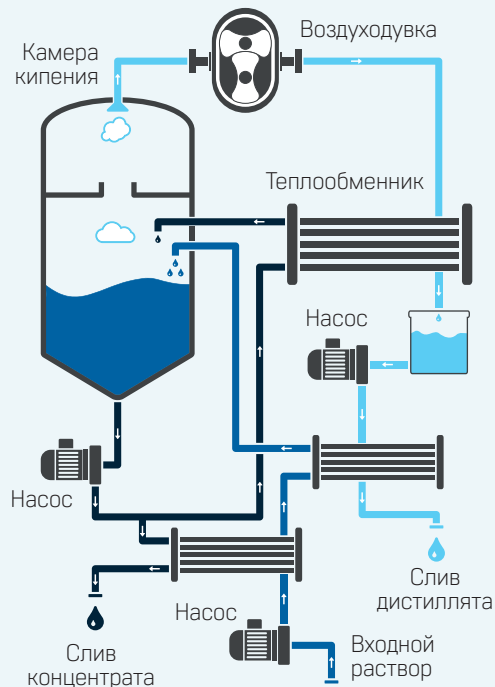 Воздуходувка
Камера
кипения
Теплообменник
Насос
Насос
Насос
Слив
дистиллята
Слив
концентрата
Входной
раствор